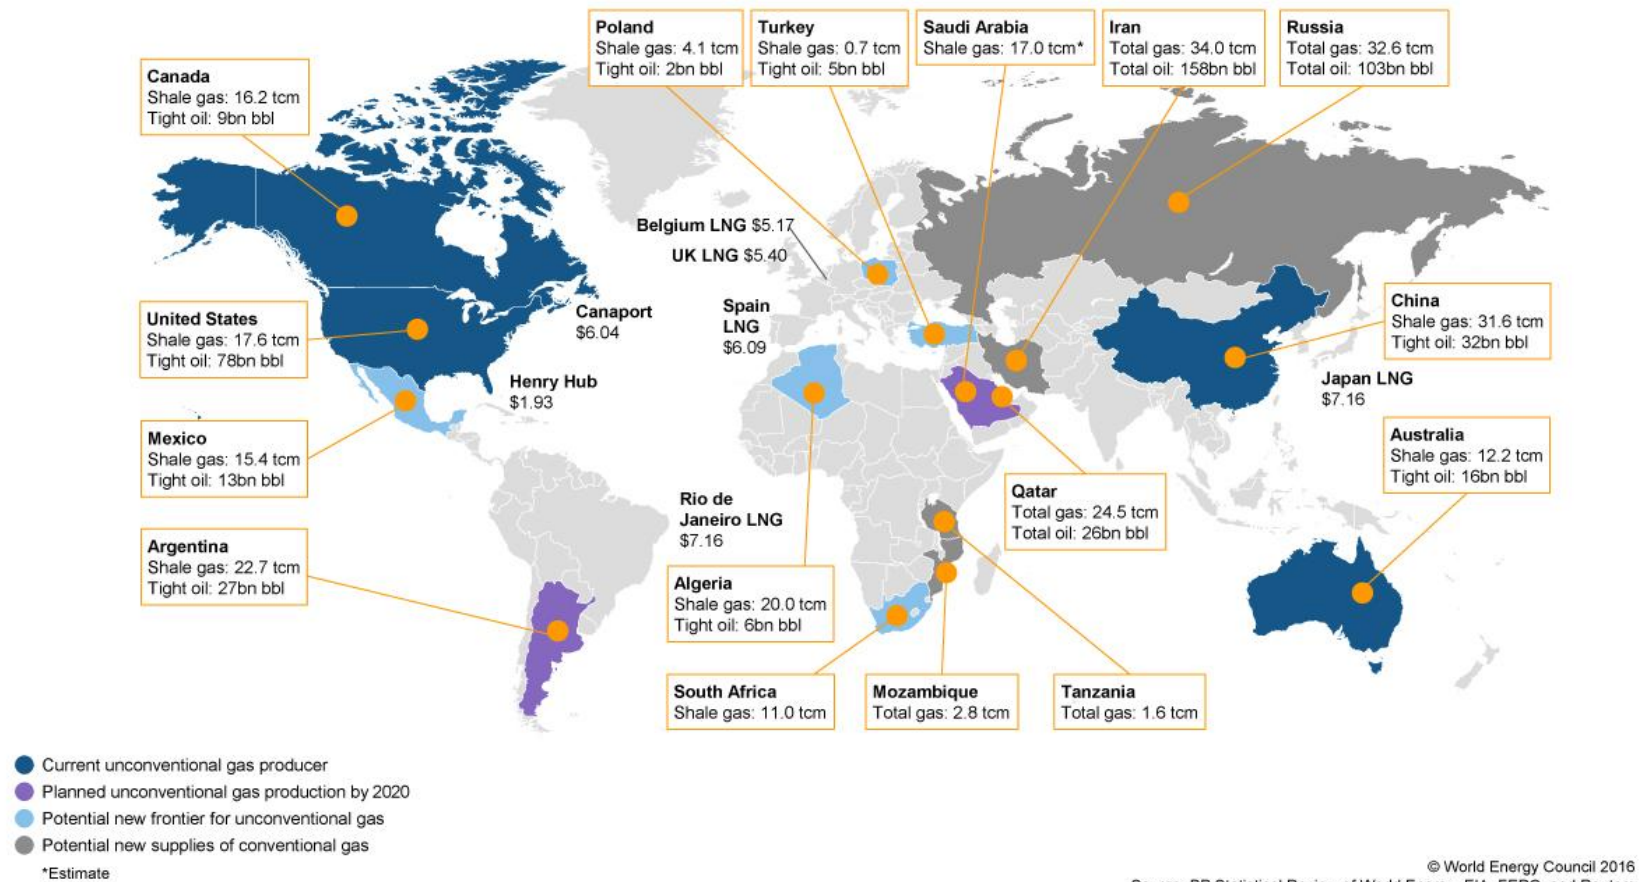 Poland
Shale gas: 4.1 tcm
Tight oil: 2bn bbl
Turkey
Shale gas: 0.7 tcm
Tight oil: 5bn bbl
Saudi Arabia
Shale gas: 17.0 tcm*
Iran
Total gas: 34.0 tcm
Total oil: 158bn bbl
Russia
Total gas: 32.6 tcm
Total oil: 103bn bbl
Canada
Shale gas: 16.2 tcm
Tight oil: 9bn bbl
Belgium LNG $5.17
UK LNG $5.40
Spain
LNG
$6.09
Canaport
$6.04
United States
Shale gas: 17.6 tcm
Tight oil: 78bn bbl
Henry Hub
$1.93
China
Shale gas: 31.6 tcm
Tight oil: 32bn bbl
Japan LNG
$7.16
Mexico
Shale gas: 15.4 tcm
Tight oil: 13bn bbl
Australia
Shale gas: 12.2 tcm
Tight oil: 16bn bbl
Qatar
Total gas: 24.5 tcm
Total oil: 26bn bbl
Rio de
Janeiro LNG
$7.16
Argentina
Shale gas: 22.7 tcm
Tight oil: 27bn bbl
Algeria
Shale gas: 20.0 tcm
Tight oil: 6bn bbl
South Africa
Shale gas: 11.0 tcm
Mozambique
Total gas: 2.8 tcm
Tanzania
Total gas: 1.6 tcm
Current unconventional gas producer
Planned unconventional gas production by 2020
Potential new frontier for unconventional gas
Potential new supplies of conventional gas
*Estimate
© World Energy Council 2016